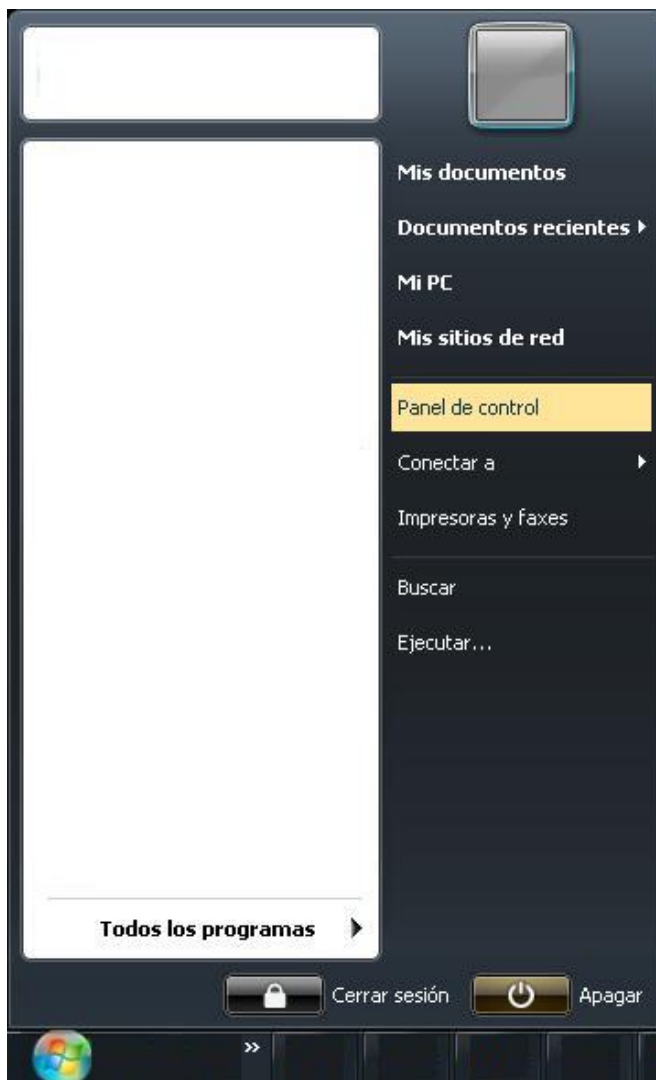 Mis documentos
Documentos recientes
Mi PC
Mis sitios de red
Panel de control
Conectar a
Impresoras y faxes
Buscar
Ejecutar...
Todos los programas
Cerrar sesión
Apagar
»